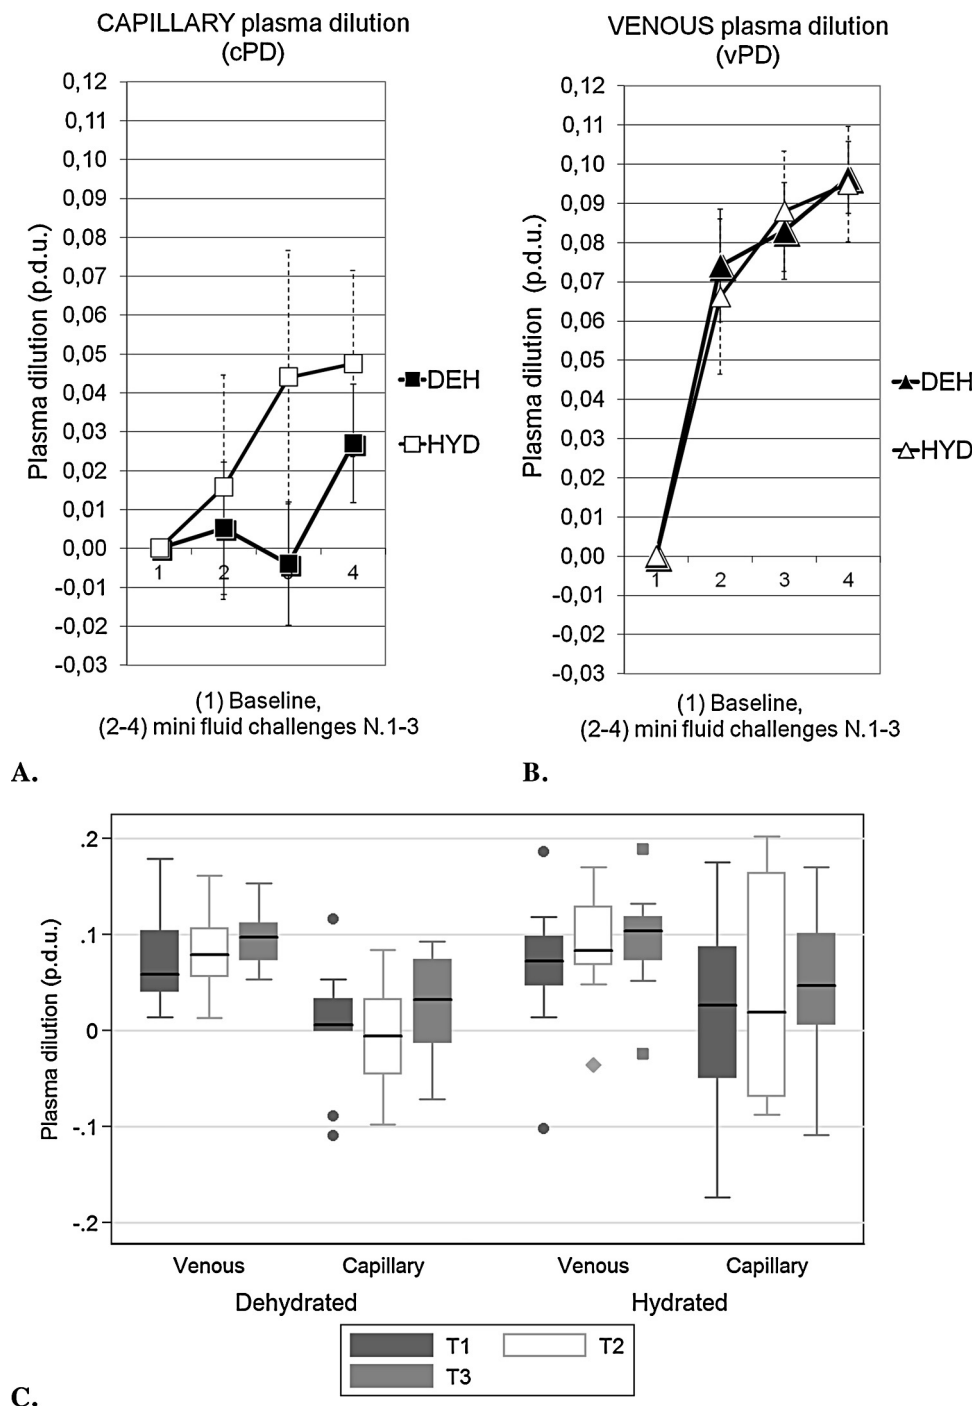 CAPILLARY plasma dilution
(cPD)
0,12
0,11
0,10
0,09
0,08
0,07
0,06
0,05
0,04
0,03
0,02
0,01
0,00
-0,01
-0,02
-0,03
Plasma dilution (p.d.u.)
1
2
3
4
DEH
HYD
(1) Baseline,
(2-4) mini fluid challenges N.1-3
A.
VENOUS plasma dilution
(vPD)
0,12
0,11
0,10
0,09
0,08
0,07
0,06
0,05
0,04
0,03
0,02
0,01
0,00
-0,01
-0,02
-0,03
Plasma dilution (p.d.u.)
1
2
3
4
DEH
HYD
(1) Baseline,
(2-4) mini fluid challenges N.1-3
B.
.2
.1
0
-.1
-.2
Plasma dilution (p.d.u.)
Venous
Capillary
Venous
Capillary
Dehydrated
Hydrated
T1
T2
T3
C.